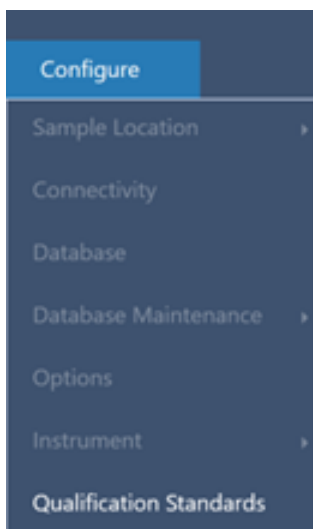 Configure
Sample Location
Connectivity
Database
Database Maintenance
Options
Instrument
Qualification Standards